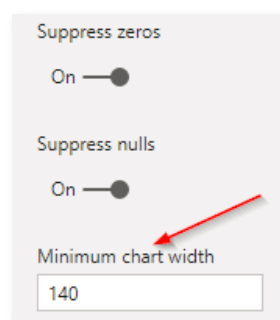 Suppress zeros
On
Suppress nulls
On
Minimum chart width
140